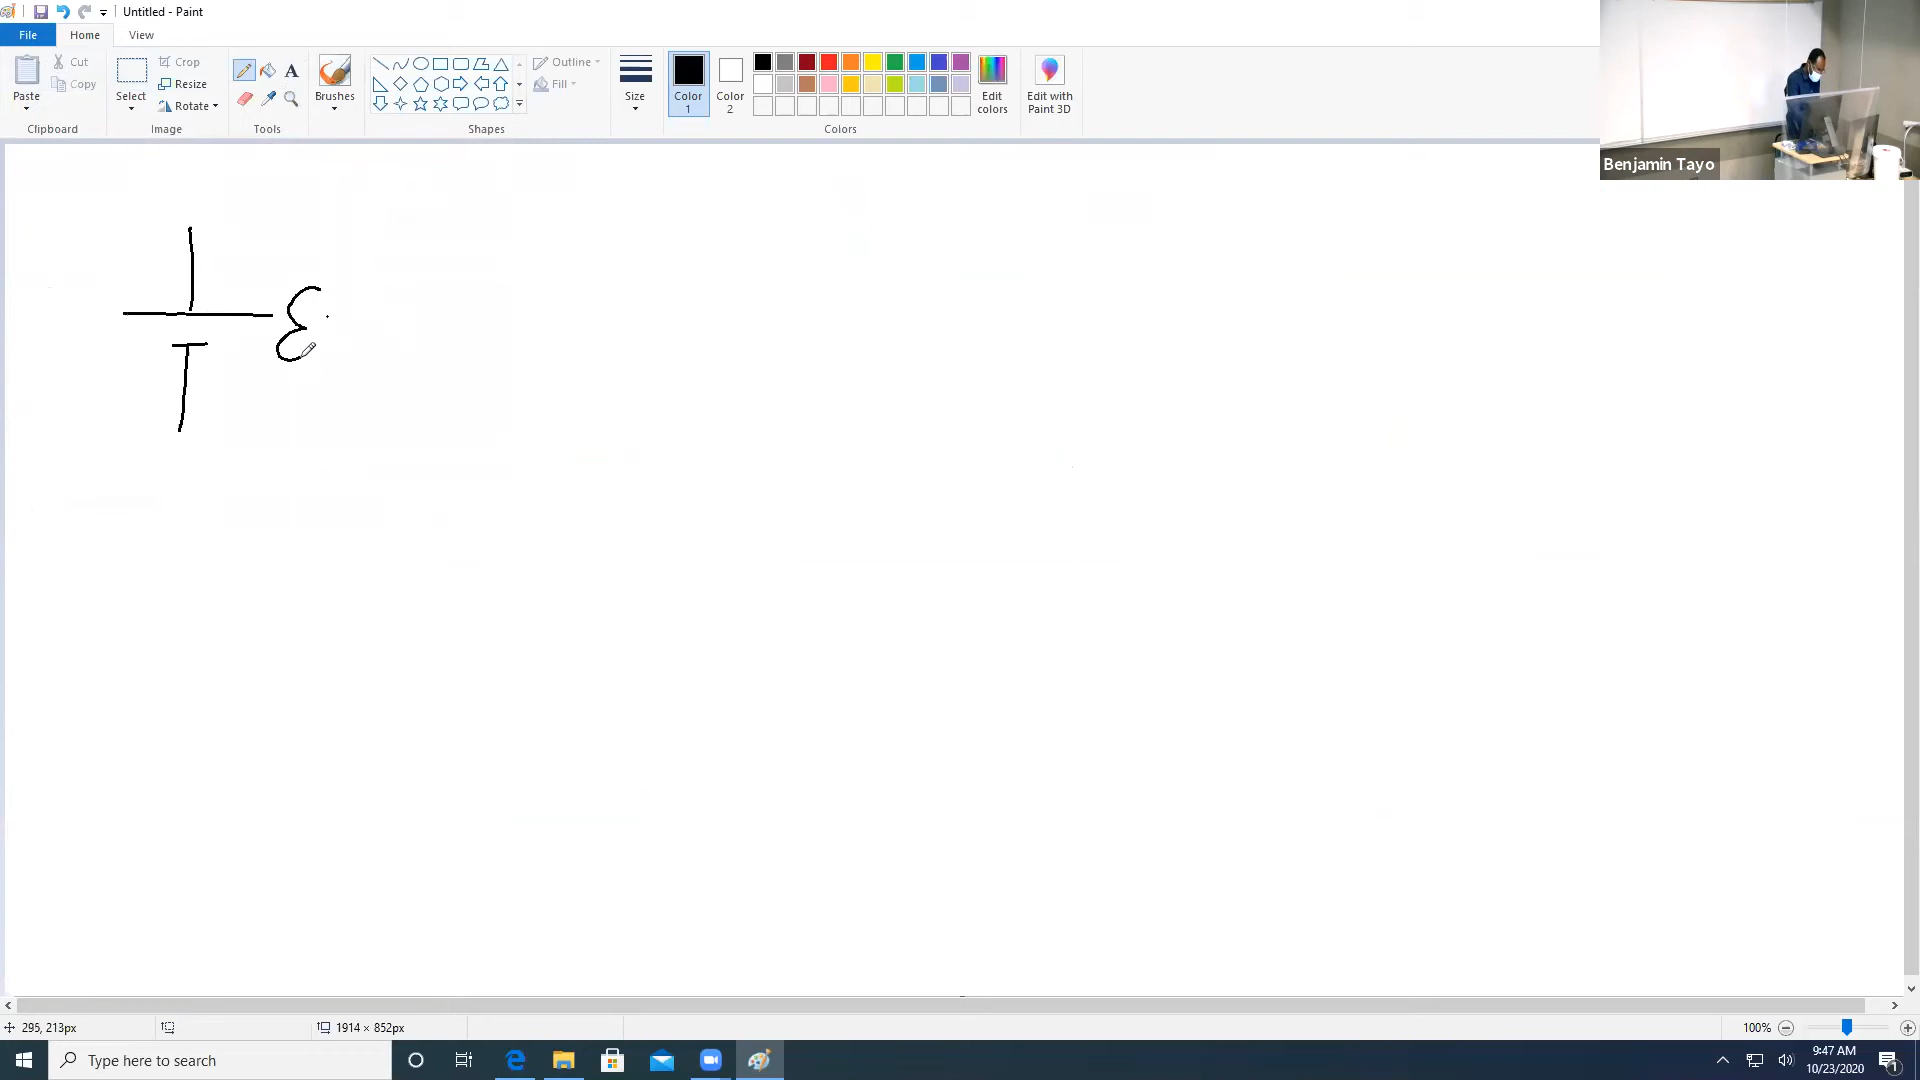 Untitled - Paint
File Home View
Paste
Cut
Copy
Clipboard
Select
Crop
Resize
Rotate
Image
A
Tools
Brushes
Shapes
Outline
Fill
Size
Color 1
Color 2
Edit colors
Colors
Edit with Paint 3D
Benjamin Tayo
ε
295, 213px
1914 × 852px
100%
Type here to search
9:47 AM
10/23/2020
1